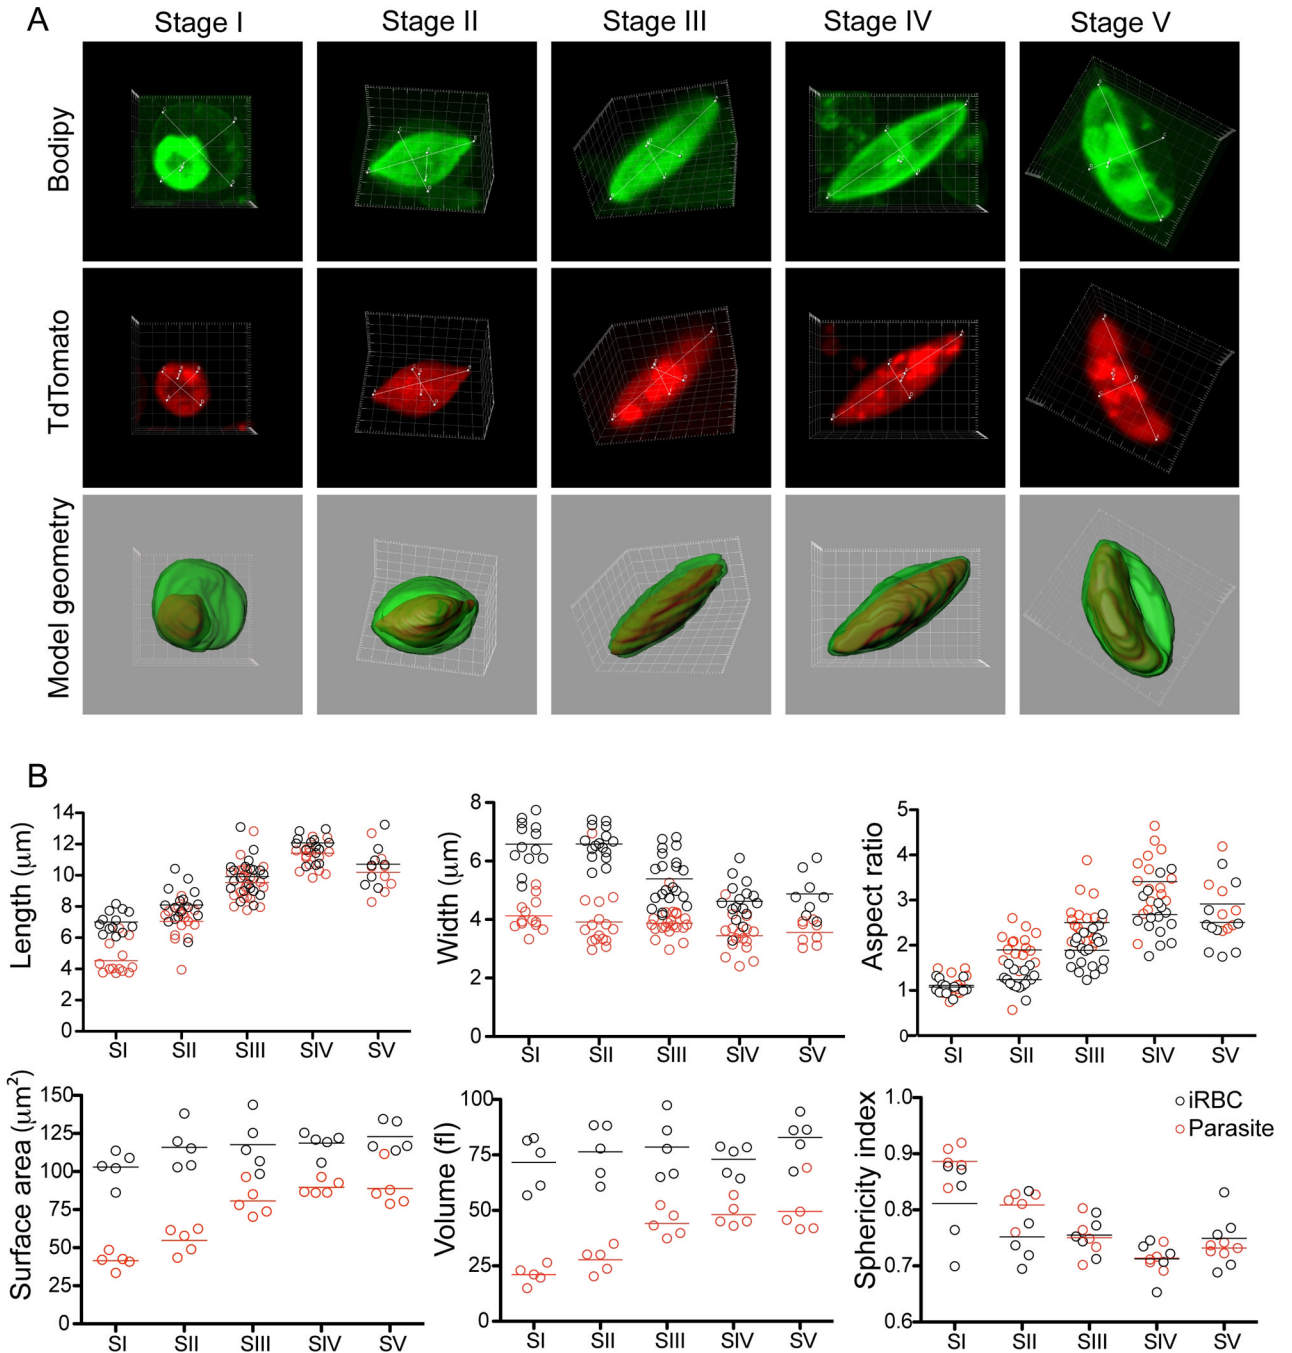 A
Stage I Stage II Stage III Stage IV Stage V
Bodipy
TdTomato
Model geometry
B
Length (μm)
14
12
10
8
6
4
2
0
SI SII SIII SIV SV
Width (μm)
8
6
4
2
0
SI SII SIII SIV SV
Aspect ratio
5
4
3
2
1
0
SI SII SIII SIV SV
Surface area (μm²)
150
125
100
75
50
25
0
SI SII SIII SIV SV
Volume (fl)
100
75
50
25
0
SI SII SIII SIV SV
Sphericity index
1.0
0.9
0.8
0.7
0.6
SI SII SIII SIV SV
iRBC
Parasite